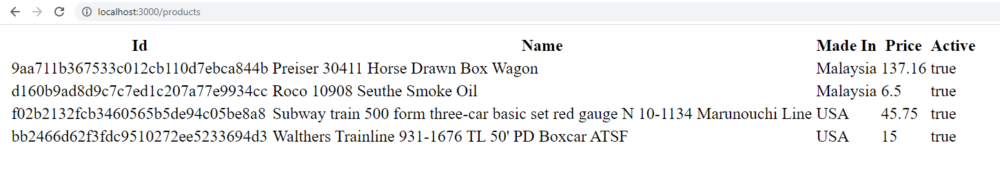 localhost:3000/products
Id Name Made In Price Active
9aa711b367533c012cb110d7ebca844b Preiser 30411 Horse Drawn Box Wagon Malaysia 137.16 true
d160b9ad8d9c7c7ed1c207a77e9934cc Roco 10908 Seuthe Smoke Oil Malaysia 6.5 true
f02b2132fcb3460565b5de94c05be8a8 Subway train 500 form three-car basic set red gauge N 10-1134 Marunouchi Line USA 45.75 true
bb2466d62f3fdc9510272ee5233694d3 Walthers Trainline 931-1676 TL 50' PD Boxcar ATSF USA 15 true